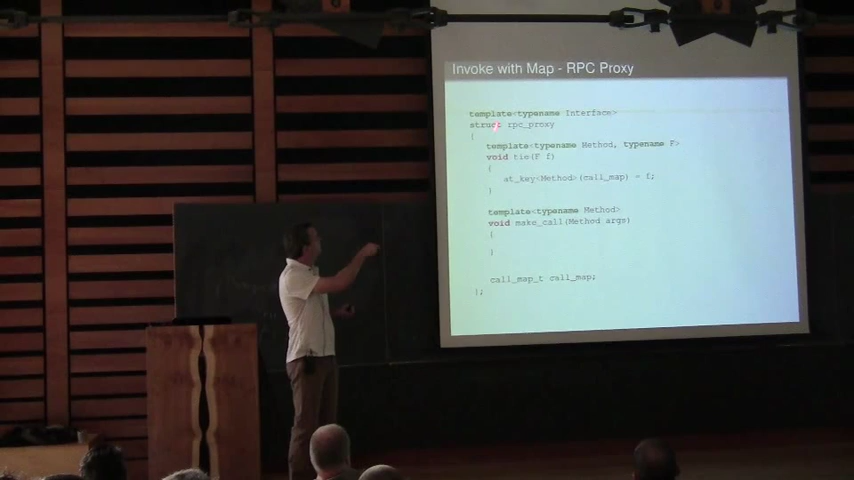 Invoke with Map - RPC Proxy
template<typename Interface>
struct rpc_proxy
{
template<typename Method, typename F>
void tie(F f)
{
at_key<Method>(call_map) = f;
}
template<typename Method>
void make_call(Method args)
{
}
call_map_t call_map;
};